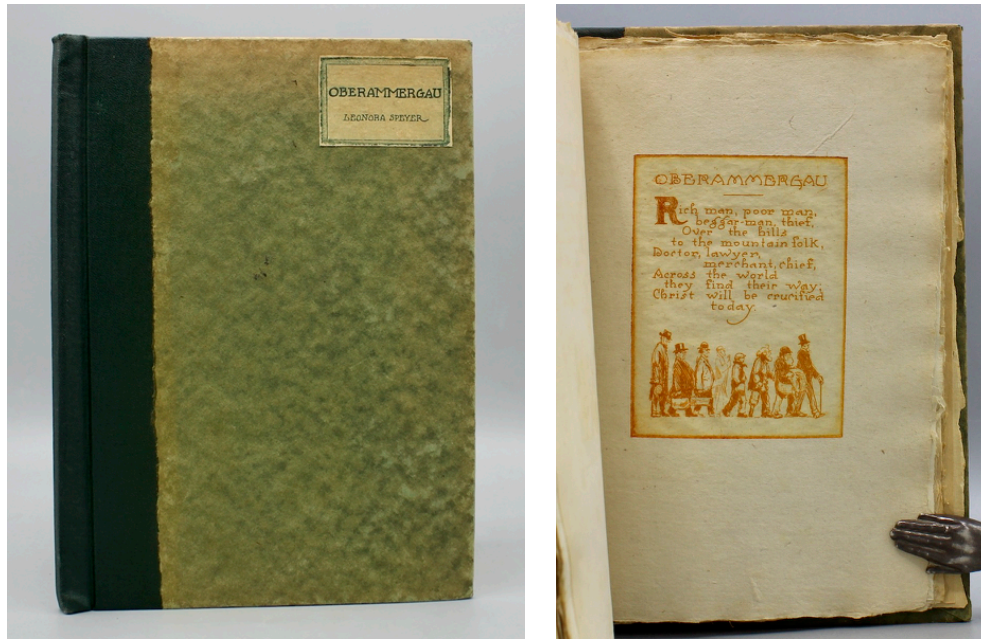 OBERAMMERGAU
LEONORA SPEYER
OBERAMMERGAU
Rich man, poor man,
beggar-man, thief,
Over the hills
to the mountain folk,
Doctor, lawyer,
merchant, chief,
Across the world
they find their way;
Christ will be crucified
today.